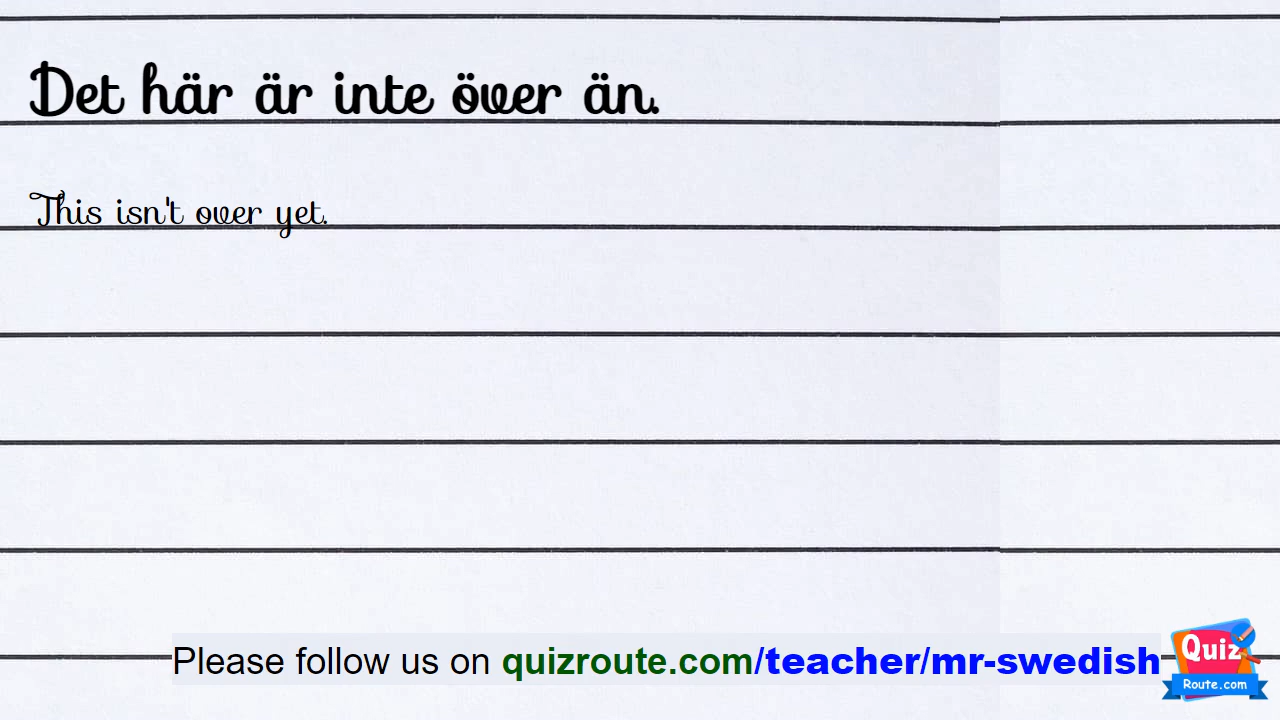 Det här är inte över än.
This isn't over yet.
Please follow us on quizroute.com/teacher/mr-swedish
Quiz
Route.com